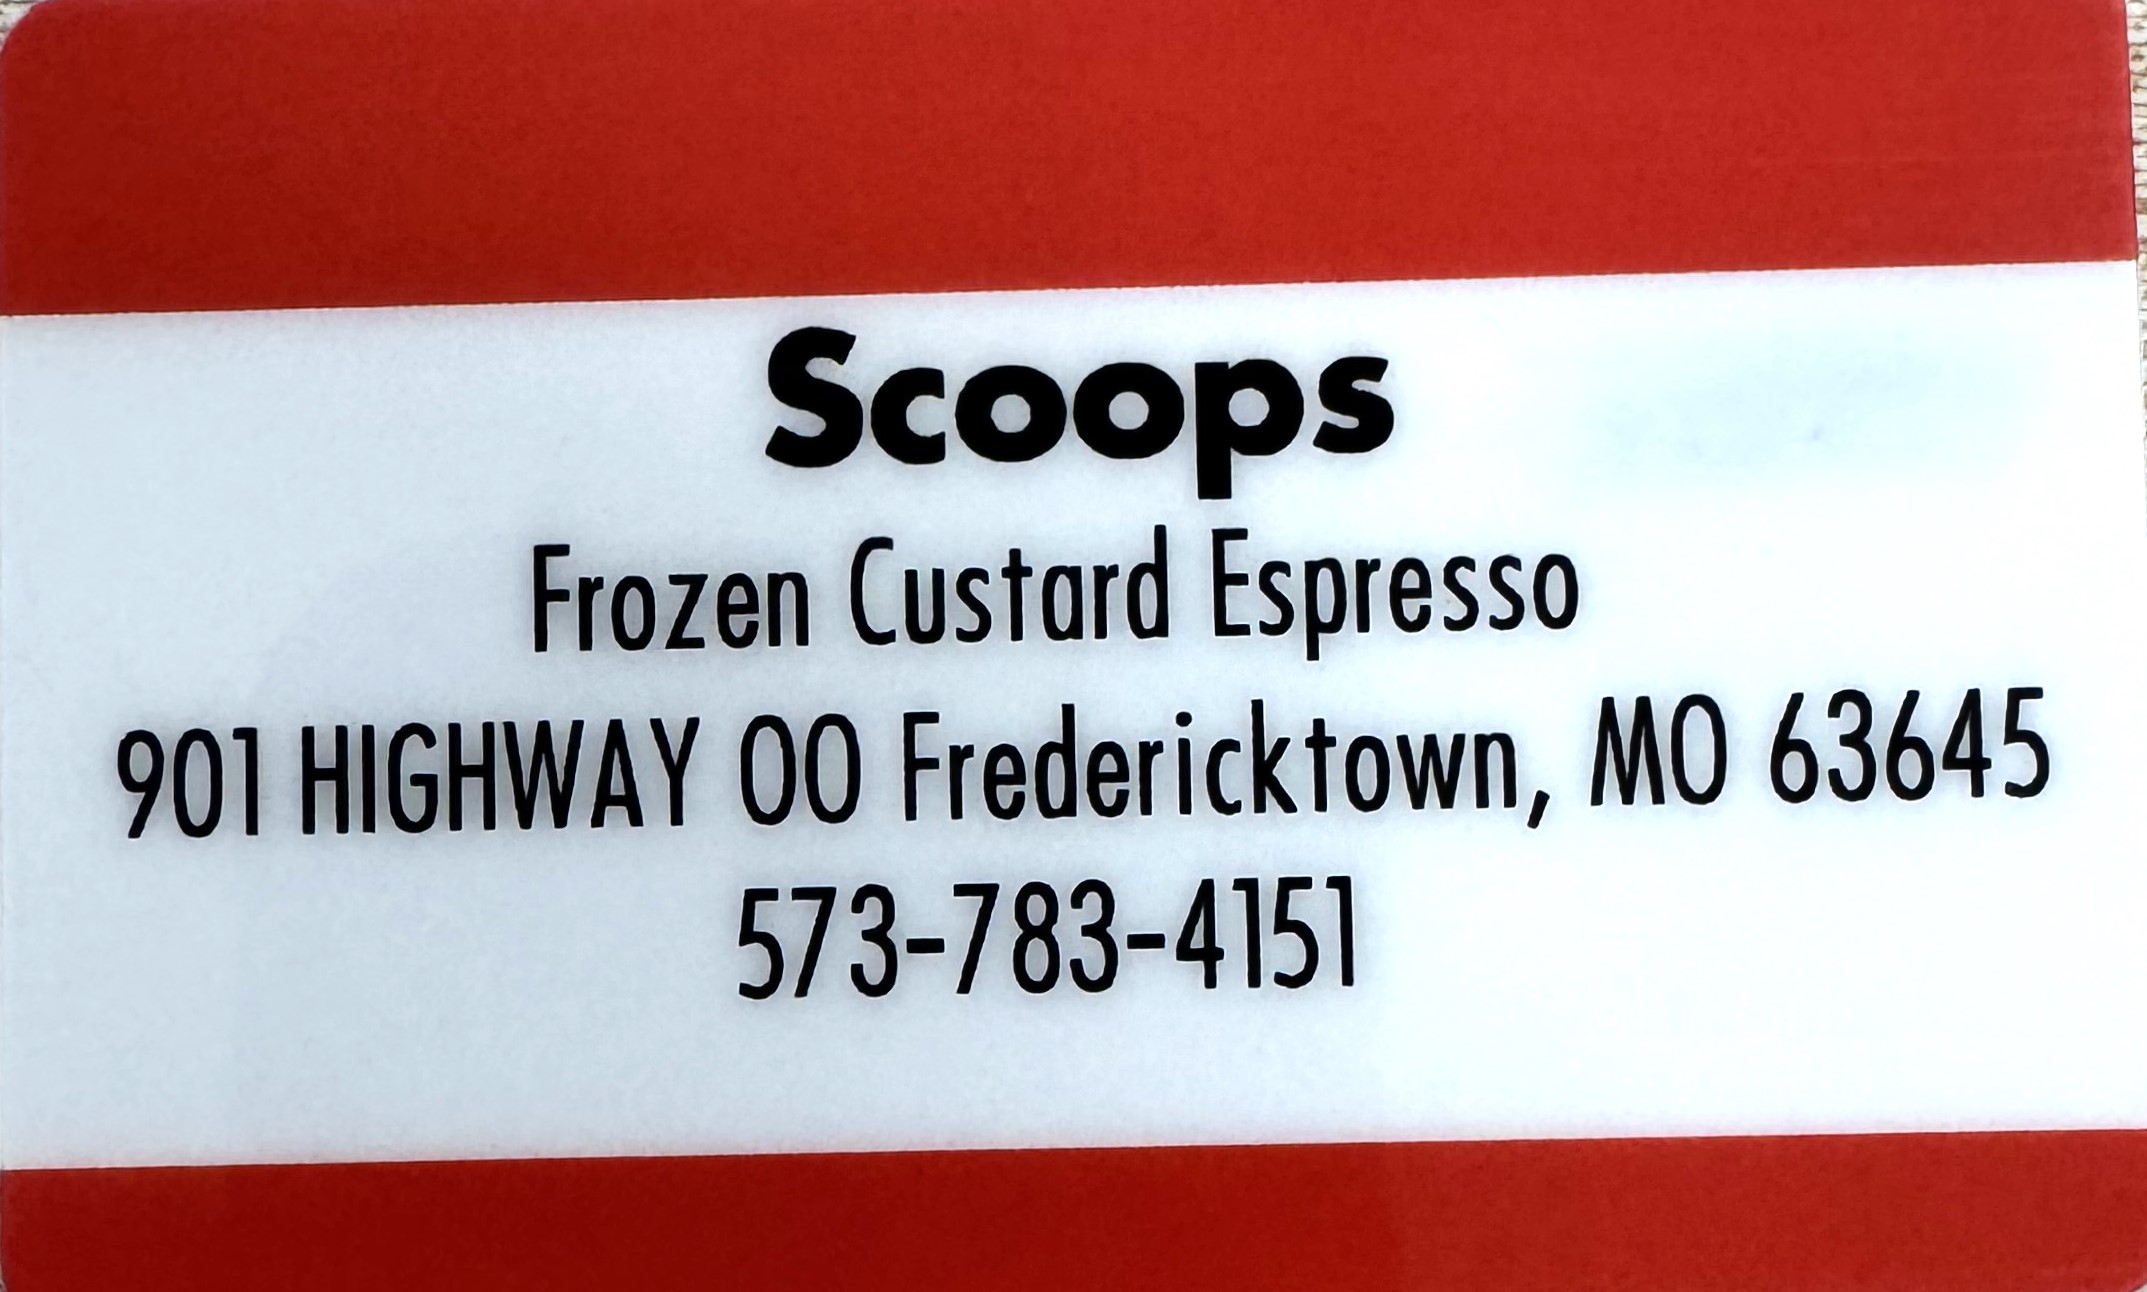 Scoops
Frozen Custard Espresso
901 HIGHWAY OO Fredericktown, MO 63645
573-783-4151